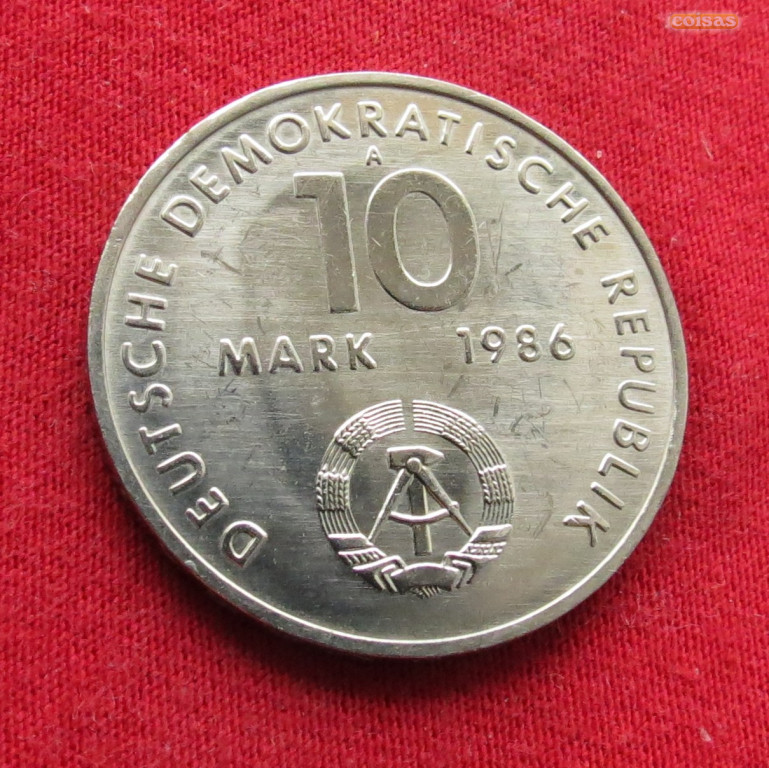 coisas
DEUTSCHE DEMOKRATISCHE REPUBLIK
A
10
MARK 1986